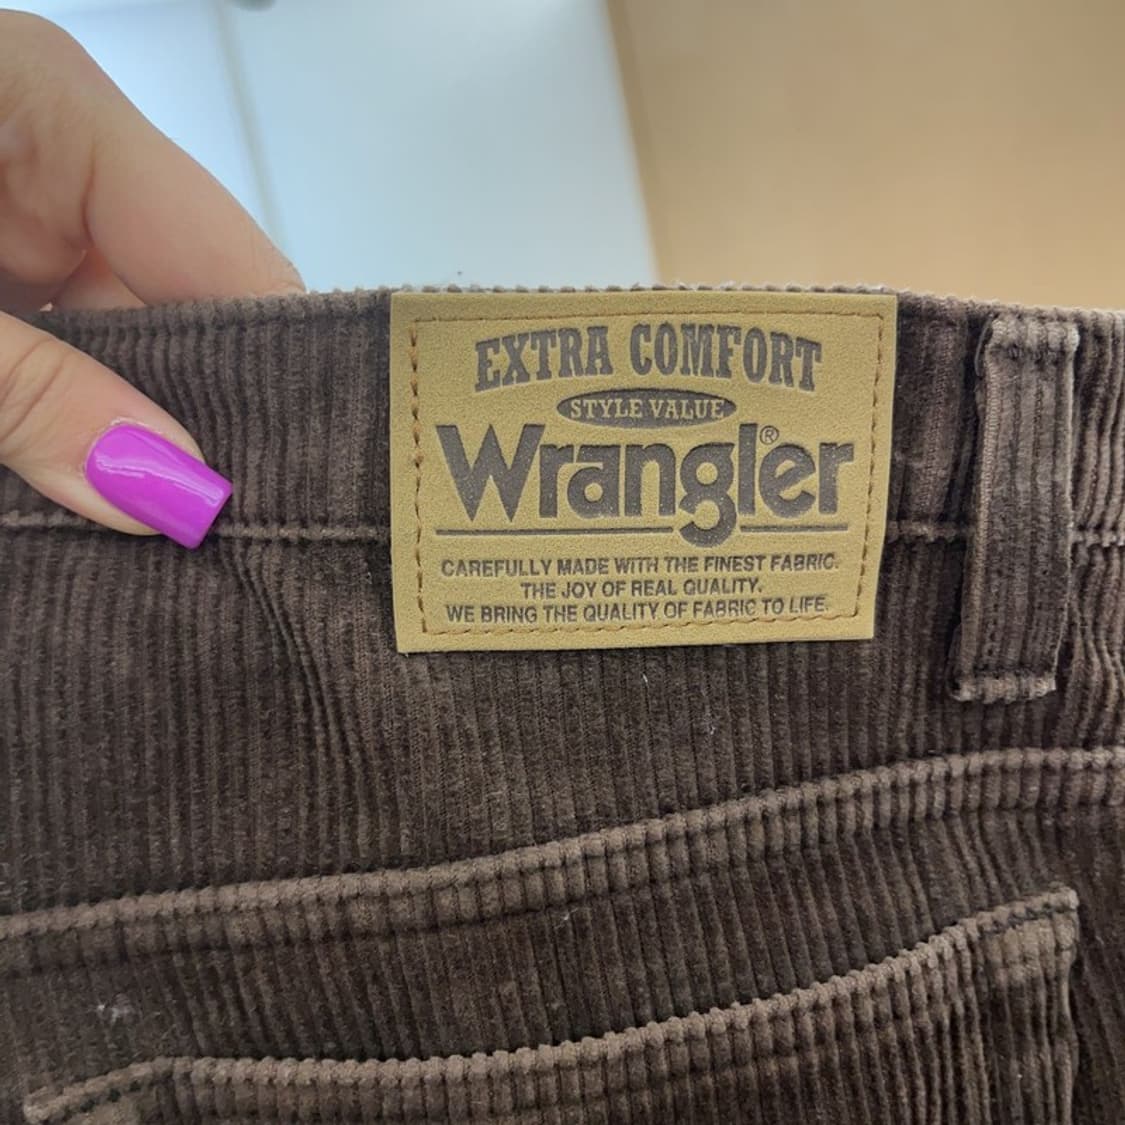 EXTRA COMFORT
STYLE VALUE
Wrangler®
CAREFULLY MADE WITH THE FINEST FABRIC.
THE JOY OF REAL QUALITY.
WE BRING THE QUALITY OF FABRIC TO LIFE.